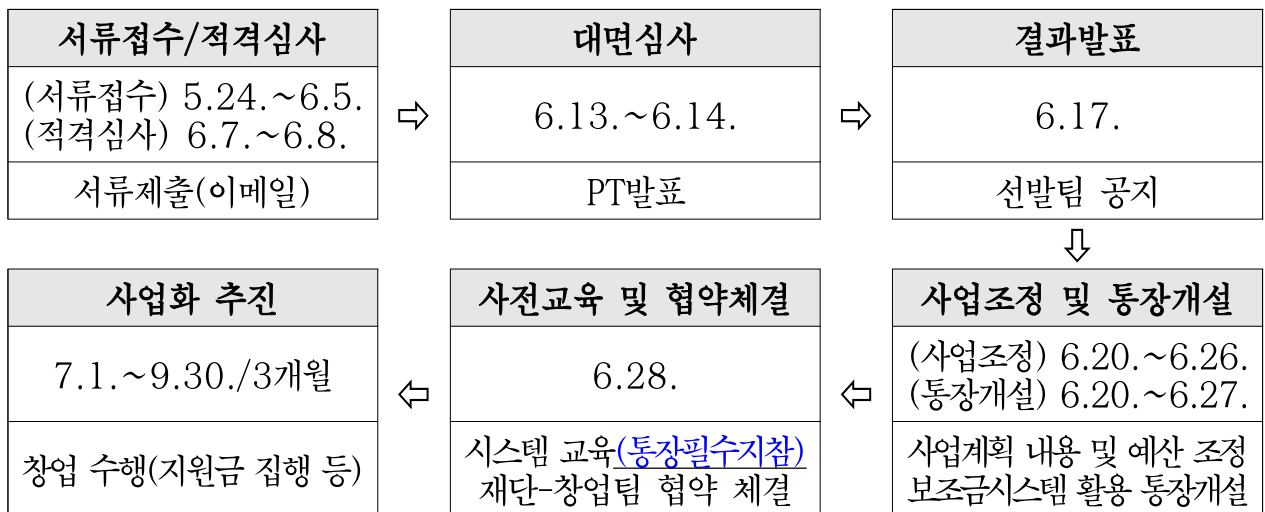 서류접수/적격심사
(서류접수) 5.24.~6.5.
(적격심사) 6.7.~6.8.
서류제출(이메일)
⇨
대면심사
6.13.~6.14.
PT발표
⇨
결과발표
6.17.
선발팀 공지
⇩
사업조정 및 통장개설
(사업조정) 6.20.~6.26.
(통장개설) 6.20.~6.27.
사업계획 내용 및 예산 조정
보조금시스템 활용 통장개설
⇦
사전교육 및 협약체결
6.28.
시스템 교육(통장필수지참)
재단-창업팀 협약 체결
⇦
사업화 추진
7.1.~9.30./3개월
창업 수행(지원금 집행 등)